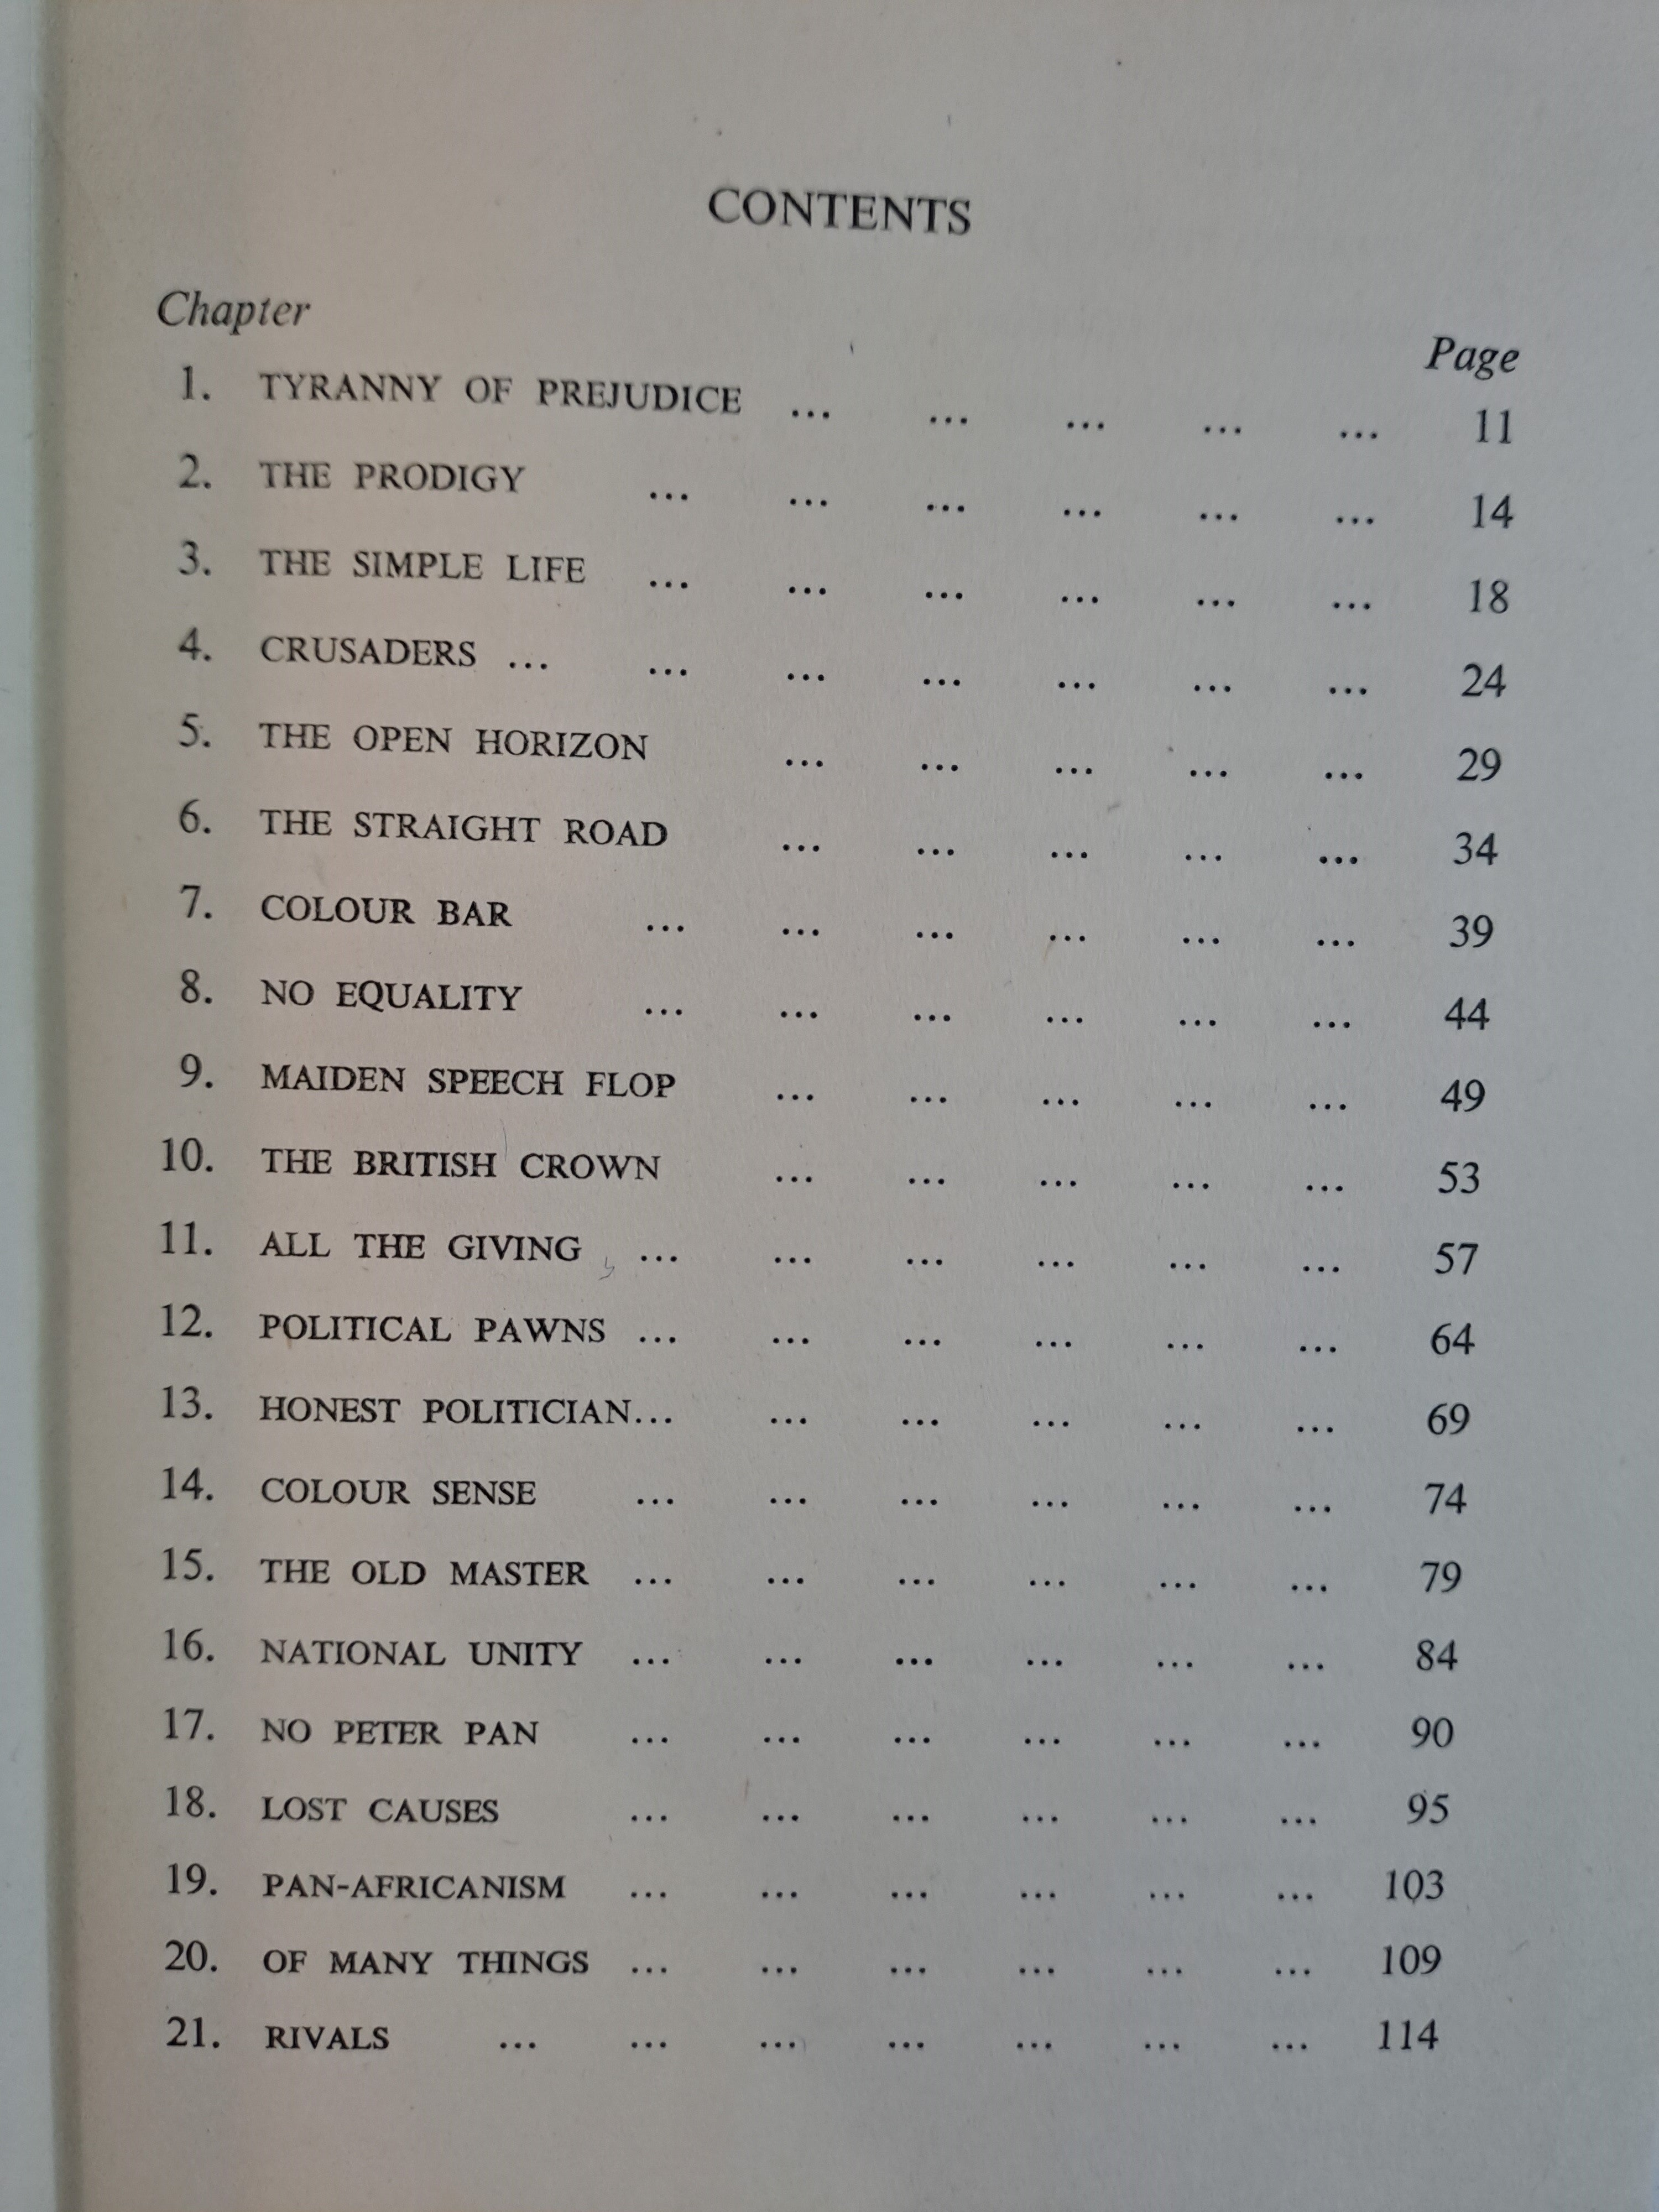 CONTENTS
Chapter Page
1. TYRANNY OF PREJUDICE ... ... ... ... ... 11
2. THE PRODIGY ... ... ... ... ... ... 14
3. THE SIMPLE LIFE ... ... ... ... ... ... 18
4. CRUSADERS ... ... ... ... ... ... ... 24
5. THE OPEN HORIZON ... ... ... ... ... 29
6. THE STRAIGHT ROAD ... ... ... ... ... 34
7. COLOUR BAR ... ... ... ... ... ... 39
8. NO EQUALITY ... ... ... ... ... ... 44
9. MAIDEN SPEECH FLOP ... ... ... ... ... 49
10. THE BRITISH CROWN ... ... ... ... ... 53
11. ALL THE GIVING ... ... ... ... ... ... 57
12. POLITICAL PAWNS ... ... ... ... ... ... 64
13. HONEST POLITICIAN... ... ... ... ... ... 69
14. COLOUR SENSE ... ... ... ... ... ... 74
15. THE OLD MASTER ... ... ... ... ... ... 79
16. NATIONAL UNITY ... ... ... ... ... ... 84
17. NO PETER PAN ... ... ... ... ... ... 90
18. LOST CAUSES ... ... ... ... ... ... 95
19. PAN-AFRICANISM ... ... ... ... ... ... 103
20. OF MANY THINGS ... ... ... ... ... ... 109
21. RIVALS ... ... ... ... ... ... ... 114